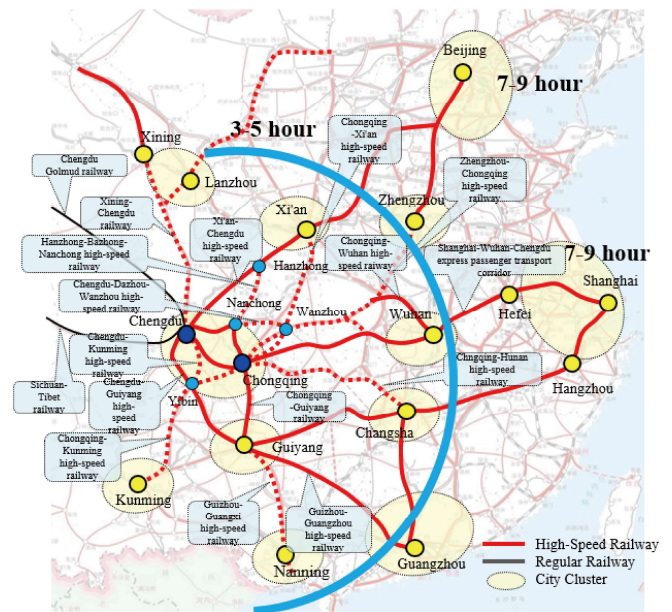 Beijing
7-9 hour
3-5 hour
Chongqing
-Xi'an
high-speed
railway
Xining
Chengdu
Golmud railway
Lanzhou
Zhengzhou-
Chongqing
high-speed
railway
Xining-
Chengdu
railway
Xi'an-
Chengdu
high-speed
railway
Xi'an
Zhengzhou
Hanzhong-Bazhong-
Nanchong high-speed
railway
Hanzhong
Chongqing-
Wuhan high-
speed railway
Shanghai-Wuhan-Chengdu
express passenger transport
corridor
7-9 hour
Shanghai
Chengdu-Dazhou-
Wanzhou high-
speed railway
Nanchong
Wanzhou
Hefei
Chengdu
Wuhan
Chengdu-
Kunming
high-speed
railway
Chongqing
Chngqing-Hunan
high-speed
railway
Hangzhou
Sichuan-
Tibet
railway
Chengdu-
Guiyang
high-
speed
railway
Yibin
Chongqing
-Guiyang
railway
Changsha
Chongqing-
Kunming
high-speed
railway
Guiyang
Kunming
Guizhou-
Guangxi
high-speed
railway
Guizhou-
Guangzhou
high-speed
railway
Nanning
Guangzhou
High-Speed Railway
Regular Railway
City Cluster